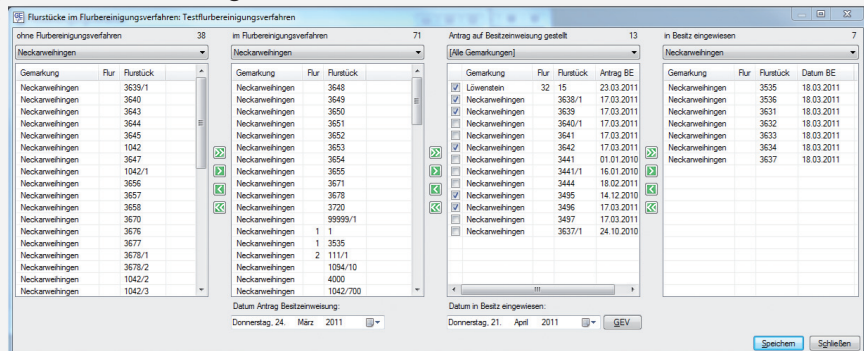 Flurstücke im Flurbereinigungsverfahren: Testflurbereinigungsverfahren
ohne Flurbereinigungsverfahren 38
Neckarweihingen
Gemarkung Flur Flurstück
Neckarweihingen 3639/1
Neckarweihingen 3640
Neckarweihingen 3643
Neckarweihingen 3644
Neckarweihingen 3645
Neckarweihingen 1042
Neckarweihingen 3647
Neckarweihingen 1042/1
Neckarweihingen 3656
Neckarweihingen 3657
Neckarweihingen 3658
Neckarweihingen 3670
Neckarweihingen 3676
Neckarweihingen 3677
Neckarweihingen 3678/1
Neckarweihingen 3678/2
Neckarweihingen 1042/2
Neckarweihingen 1042/3
im Flurbereinigungsverfahren 71
Neckarweihingen
Gemarkung Flur Flurstück
Neckarweihingen 3648
Neckarweihingen 3649
Neckarweihingen 3650
Neckarweihingen 3651
Neckarweihingen 3652
Neckarweihingen 3653
Neckarweihingen 3654
Neckarweihingen 3655
Neckarweihingen 3671
Neckarweihingen 3678
Neckarweihingen 3720
Neckarweihingen 99999/1
Neckarweihingen 1 1
Neckarweihingen 1 3535
Neckarweihingen 2 111/1
Neckarweihingen 1094/10
Neckarweihingen 4000
Neckarweihingen 1042/700
Datum Antrag Besitzeinweisung:
Donnerstag, 24. März 2011
Antrag auf Besitzeinweisung gestellt 13
[Alle Gemarkungen]
Gemarkung Flur Flurstück Antrag BE
Löwenstein 32 15 23.03.2011
Neckarweihingen 3638/1 17.03.2011
Neckarweihingen 3639 17.03.2011
Neckarweihingen 3640/1 17.03.2011
Neckarweihingen 3641 17.03.2011
Neckarweihingen 3642 17.03.2011
Neckarweihingen 3441 01.01.2010
Neckarweihingen 3441/1 16.01.2010
Neckarweihingen 3444 18.02.2011
Neckarweihingen 3495 14.12.2010
Neckarweihingen 3496 17.03.2011
Neckarweihingen 3497 17.03.2011
Neckarweihingen 3637/1 24.10.2010
Datum in Besitz eingewiesen:
Donnerstag, 21. April 2011 GEV
in Besitz eingewiesen 7
Neckarweihingen
Gemarkung Flur Flurstück Datum BE
Neckarweihingen 3535 18.03.2011
Neckarweihingen 3536 18.03.2011
Neckarweihingen 3631 18.03.2011
Neckarweihingen 3632 18.03.2011
Neckarweihingen 3633 18.03.2011
Neckarweihingen 3634 18.03.2011
Neckarweihingen 3637 18.03.2011
Speichern Schließen